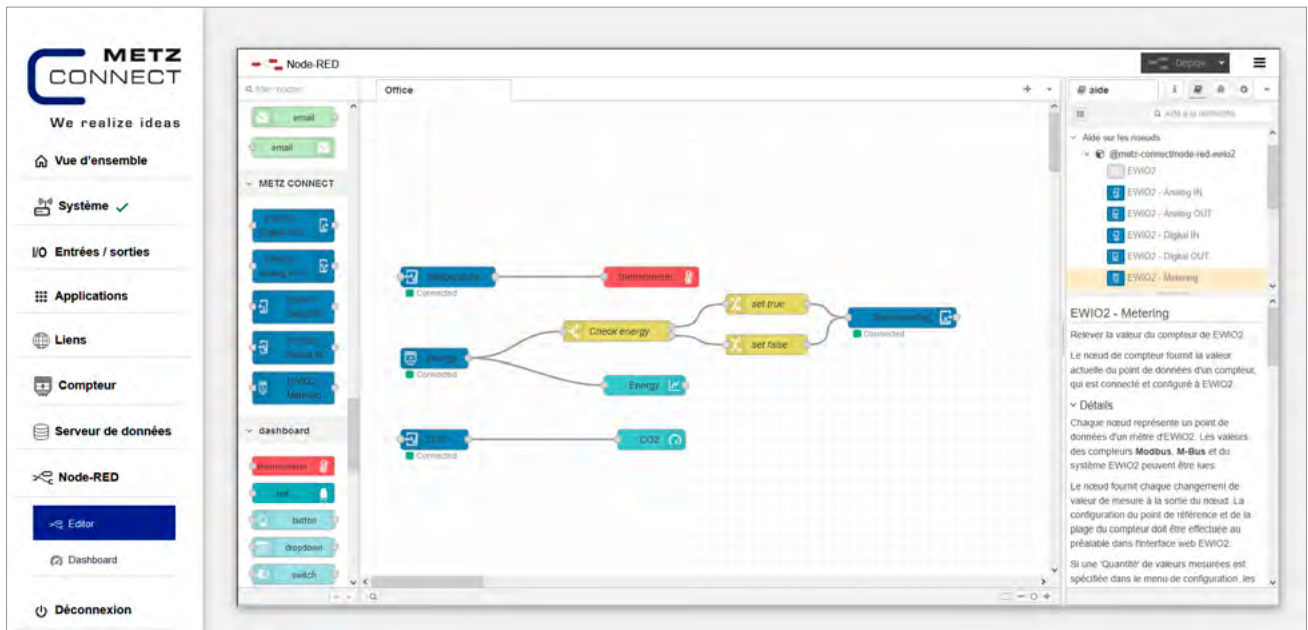 METZ
CONNECT
We realize ideas
Vue d'ensemble
Système
I/O Entrées / sorties
Applications
Liens
Compteur
Serveur de données
Node-RED
Editor
Dashboard
Déconnexion
Node-RED
Deploy
filter nodes
email
email
METZ CONNECT
EWIO2
Metering
dashboard
thermometer
led
button
dropdown
switch
Office
Connected
thermometer
Check energy
set true
set false
Connected
Energy
Connected
Energy
CO2
Connected
CO2
aide
Aide sur les noeuds
@metz-connect/node-red-ewio2
EWIO2
EWIO2 - Analog IN
EWIO2 - Analog OUT
EWIO2 - Digital IN
EWIO2 - Digital OUT
EWIO2 - Metering
EWIO2 - Metering
Relever la valeur du compteur de EWIO2
Le nœud de compteur fournit la valeur
actuelle du point de données d'un compteur,
qui est connecté et configuré à EWIO2.
Détails
Chaque nœud représente un point de
données d'un mètre d'EWIO2. Les valeurs
des compteurs Modbus, M-Bus et du
système EWIO2 peuvent être lues.
Le nœud fournit chaque changement de
valeur de mesure à la sortie du nœud. La
configuration du point de référence et de la
plage du compteur doit être effectuée au
préalable dans l'interface web EWIO2.
Si une 'Quantité' de valeurs mesurées est
spécifiée dans le menu de configuration, les